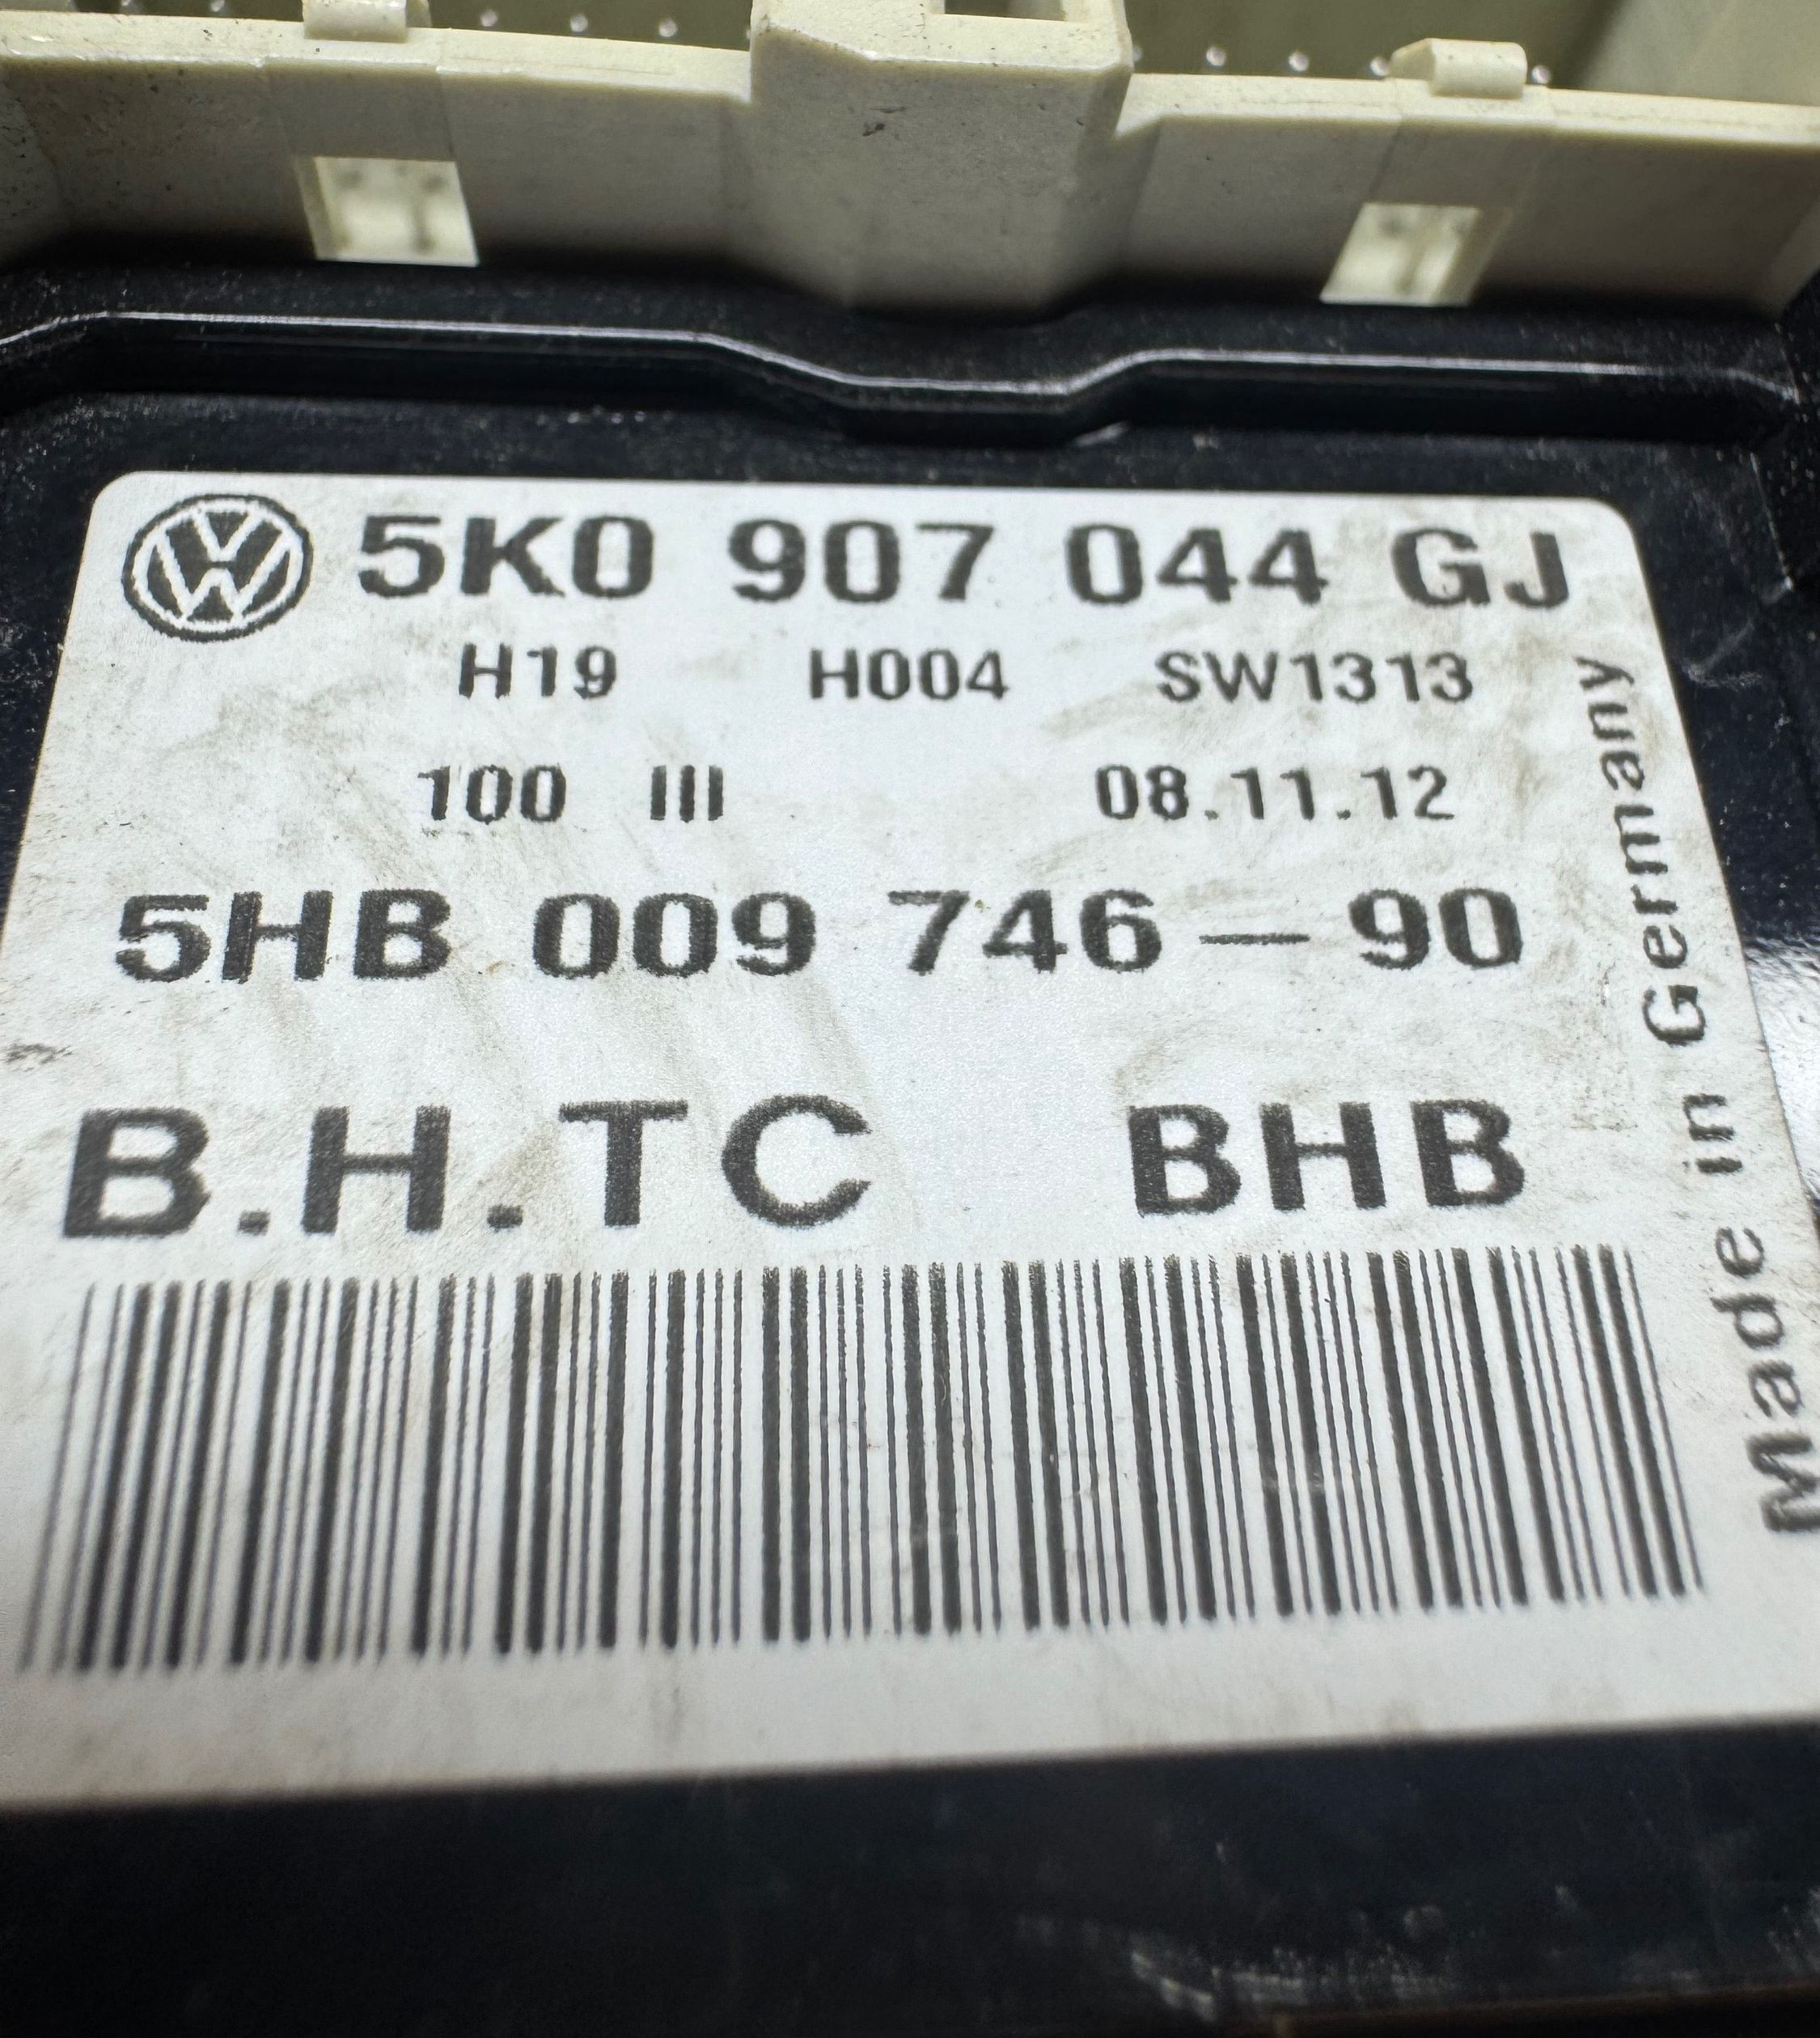 5K0 907 044 GJ
H19 H004 SW1313
100 III 08.11.12
5HB 009 746-90
B.H.TC BHB
Made in Germany